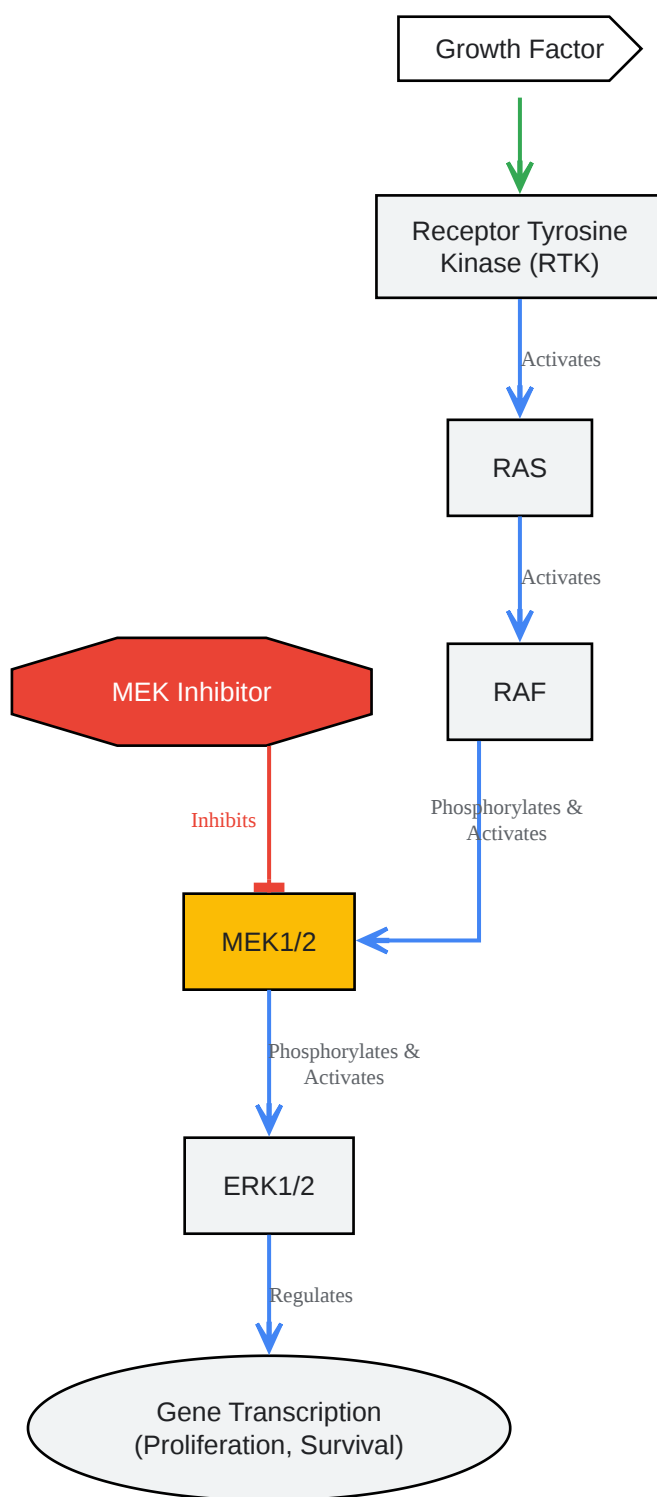 Growth Factor
Receptor Tyrosine
Kinase (RTK)
Activates
RAS
Activates
RAF
MEK Inhibitor
Phosphorylates &
Activates
Inhibits
MEK1/2
Phosphorylates &
Activates
ERK1/2
Regulates
Gene Transcription
(Proliferation, Survival)